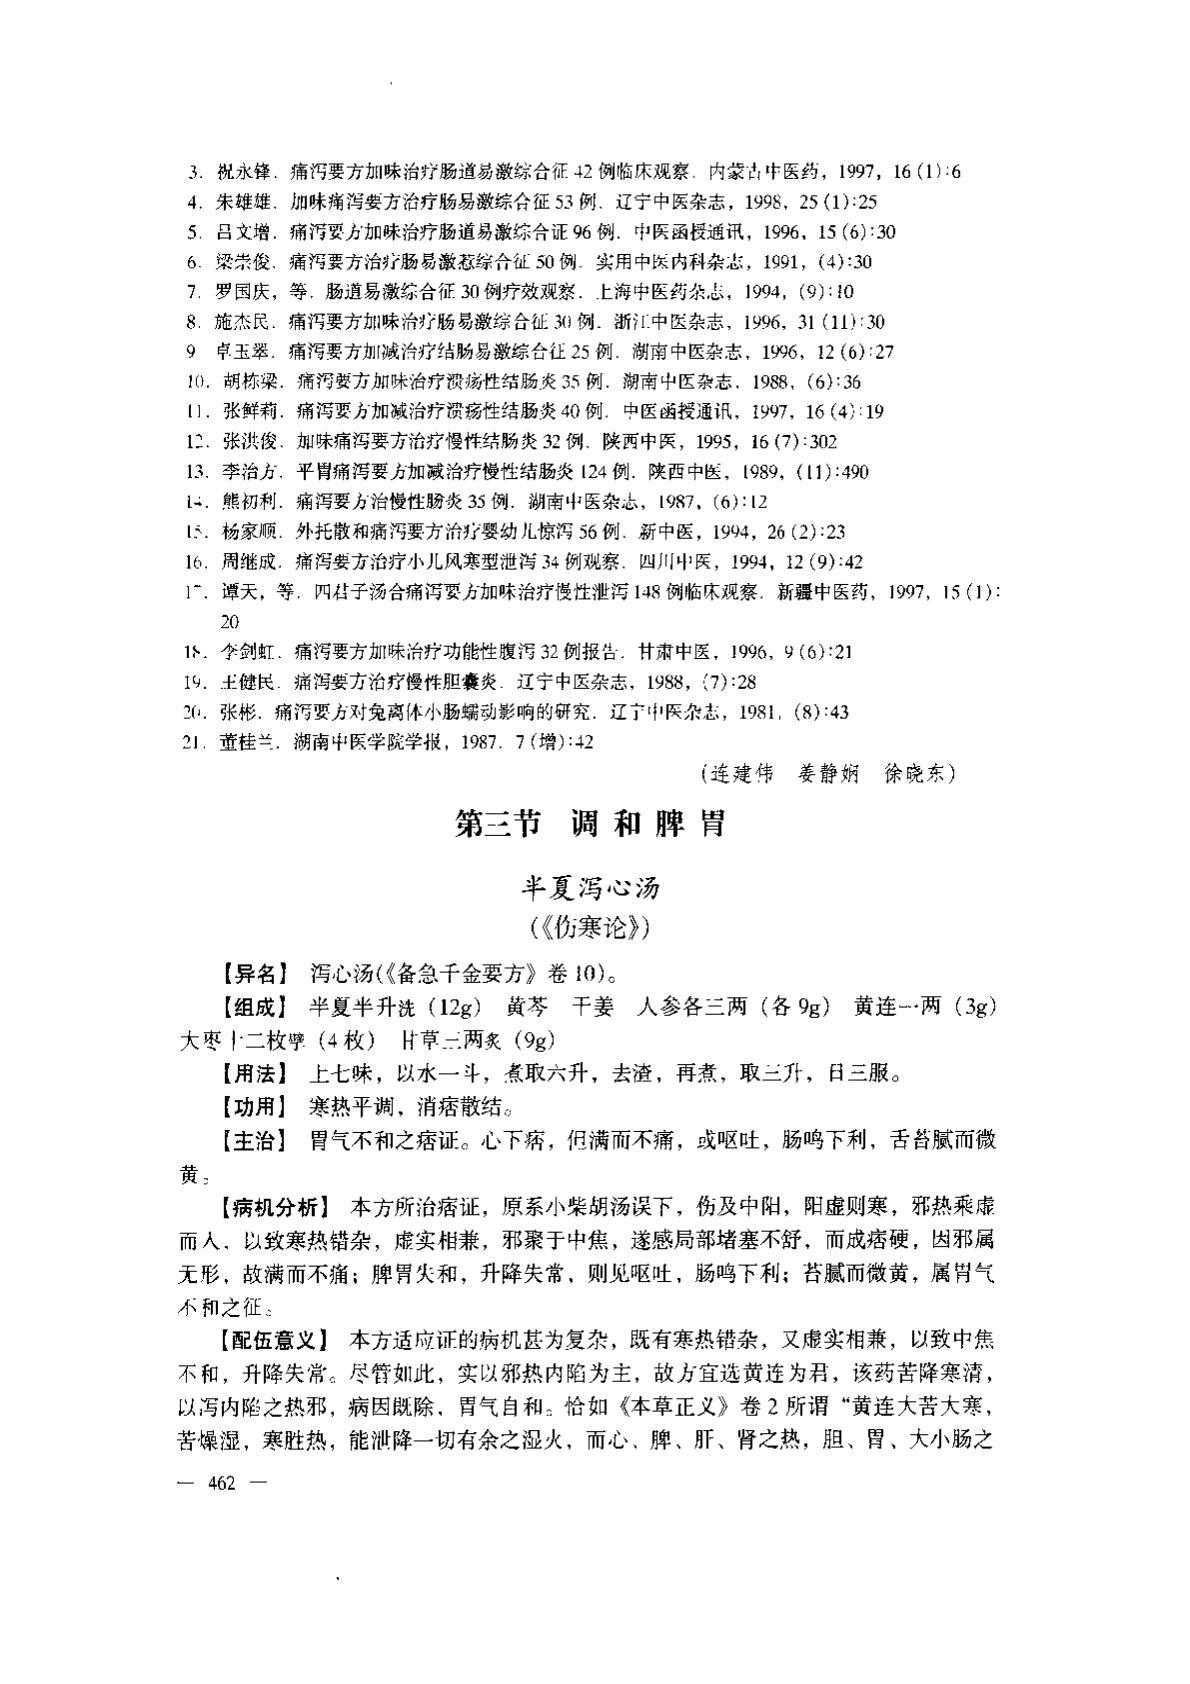 3. 祝永锋. 痛泻要方加味治疗肠道易激综合征 42 例临床观察. 内蒙古中医药, 1997, 16 (1):6
4. 朱雄雄. 加味痛泻要方治疗肠易激综合征 53 例. 辽宁中医杂志, 1998, 25 (1):25
5. 吕文增. 痛泻要方加味治疗肠道易激综合证 96 例. 中医函授通讯, 1996, 15 (6):30
6. 梁崇俊. 痛泻要方治疗肠易激惹综合征 50 例. 实用中医内科杂志, 1991, (4):30
7. 罗国庆, 等. 肠道易激综合征 30 例疗效观察. 上海中医药杂志, 1994, (9):10
8. 施杰民. 痛泻要方加味治疗肠易激综合征 30 例. 浙江中医杂志, 1996, 31 (11):30
9 卓玉翠. 痛泻要方加减治疗结肠易激综合征 25 例. 湖南中医杂志, 1996, 12 (6):27
10. 胡栋梁. 痛泻要方加味治疗溃疡性结肠炎 35 例. 湖南中医杂志, 1988, (6):36
11. 张鲜莉. 痛泻要方加减治疗溃疡性结肠炎 40 例. 中医函授通讯, 1997, 16 (4):19
12. 张洪俊. 加味痛泻要方治疗慢性结肠炎 32 例. 陕西中医, 1995, 16 (7):302
13. 李治方. 平胃痛泻要方加减治疗慢性结肠炎 124 例. 陕西中医, 1989, (11):490
14. 熊初利. 痛泻要方治慢性肠炎 35 例. 湖南中医杂志, 1987, (6):12
15. 杨家顺. 外托散和痛泻要方治疗婴幼儿惊泻 56 例. 新中医, 1994, 26 (2):23
16. 周继成. 痛泻要方治疗小儿风寒型泄泻 34 例观察. 四川中医, 1994, 12 (9):42
17. 谭天, 等. 四君子汤合痛泻要方加味治疗慢性泄泻 148 例临床观察. 新疆中医药, 1997, 15 (1):
20
18. 李剑虹. 痛泻要方加味治疗功能性腹泻 32 例报告. 甘肃中医, 1996, 9 (6):21
19. 王健民. 痛泻要方治疗慢性胆囊炎. 辽宁中医杂志, 1988, (7):28
20. 张彬. 痛泻要方对兔离体小肠蠕动影响的研究. 辽宁中医杂志, 1981, (8):43
21. 董桂兰. 湖南中医学院学报, 1987. 7 (增):42
(连建伟 姜静娴 徐晓东)
第三节 调和脾胃
半夏泻心汤
(《伤寒论》)
【异名】 泻心汤(《备急千金要方》卷 10)。
【组成】 半夏半升洗 (12g) 黄芩 干姜 人参各三两 (各 9g) 黄连一两 (3g)
大枣十二枚擘 (4 枚) 甘草三两炙 (9g)
【用法】 上七味，以水一斗，煮取六升，去渣，再煮，取三升，日三服。
【功用】 寒热平调，消痞散结。
【主治】 胃气不和之痞证。心下痞，但满而不痛，或呕吐，肠鸣下利，舌苔腻而微
黄。
【病机分析】 本方所治痞证，原系小柴胡汤误下，伤及中阳，阳虚则寒，邪热乘虚
而入，以致寒热错杂，虚实相兼，邪聚于中焦，遂感局部堵塞不舒，而成痞硬，因邪属
无形，故满而不痛；脾胃失和，升降失常，则见呕吐，肠鸣下利；苔腻而微黄，属胃气
不和之征。
【配伍意义】 本方适应证的病机甚为复杂，既有寒热错杂，又虚实相兼，以致中焦
不和，升降失常。尽管如此，实以邪热内陷为主，故方宜选黄连为君，该药苦降寒清，
以泻内陷之热邪，病因既除，胃气自和。恰如《本草正义》卷 2 所谓“黄连大苦大寒，
苦燥湿，寒胜热，能泄降一切有余之湿火，而心、脾、肝、肾之热，胆、胃、大小肠之
— 462 —